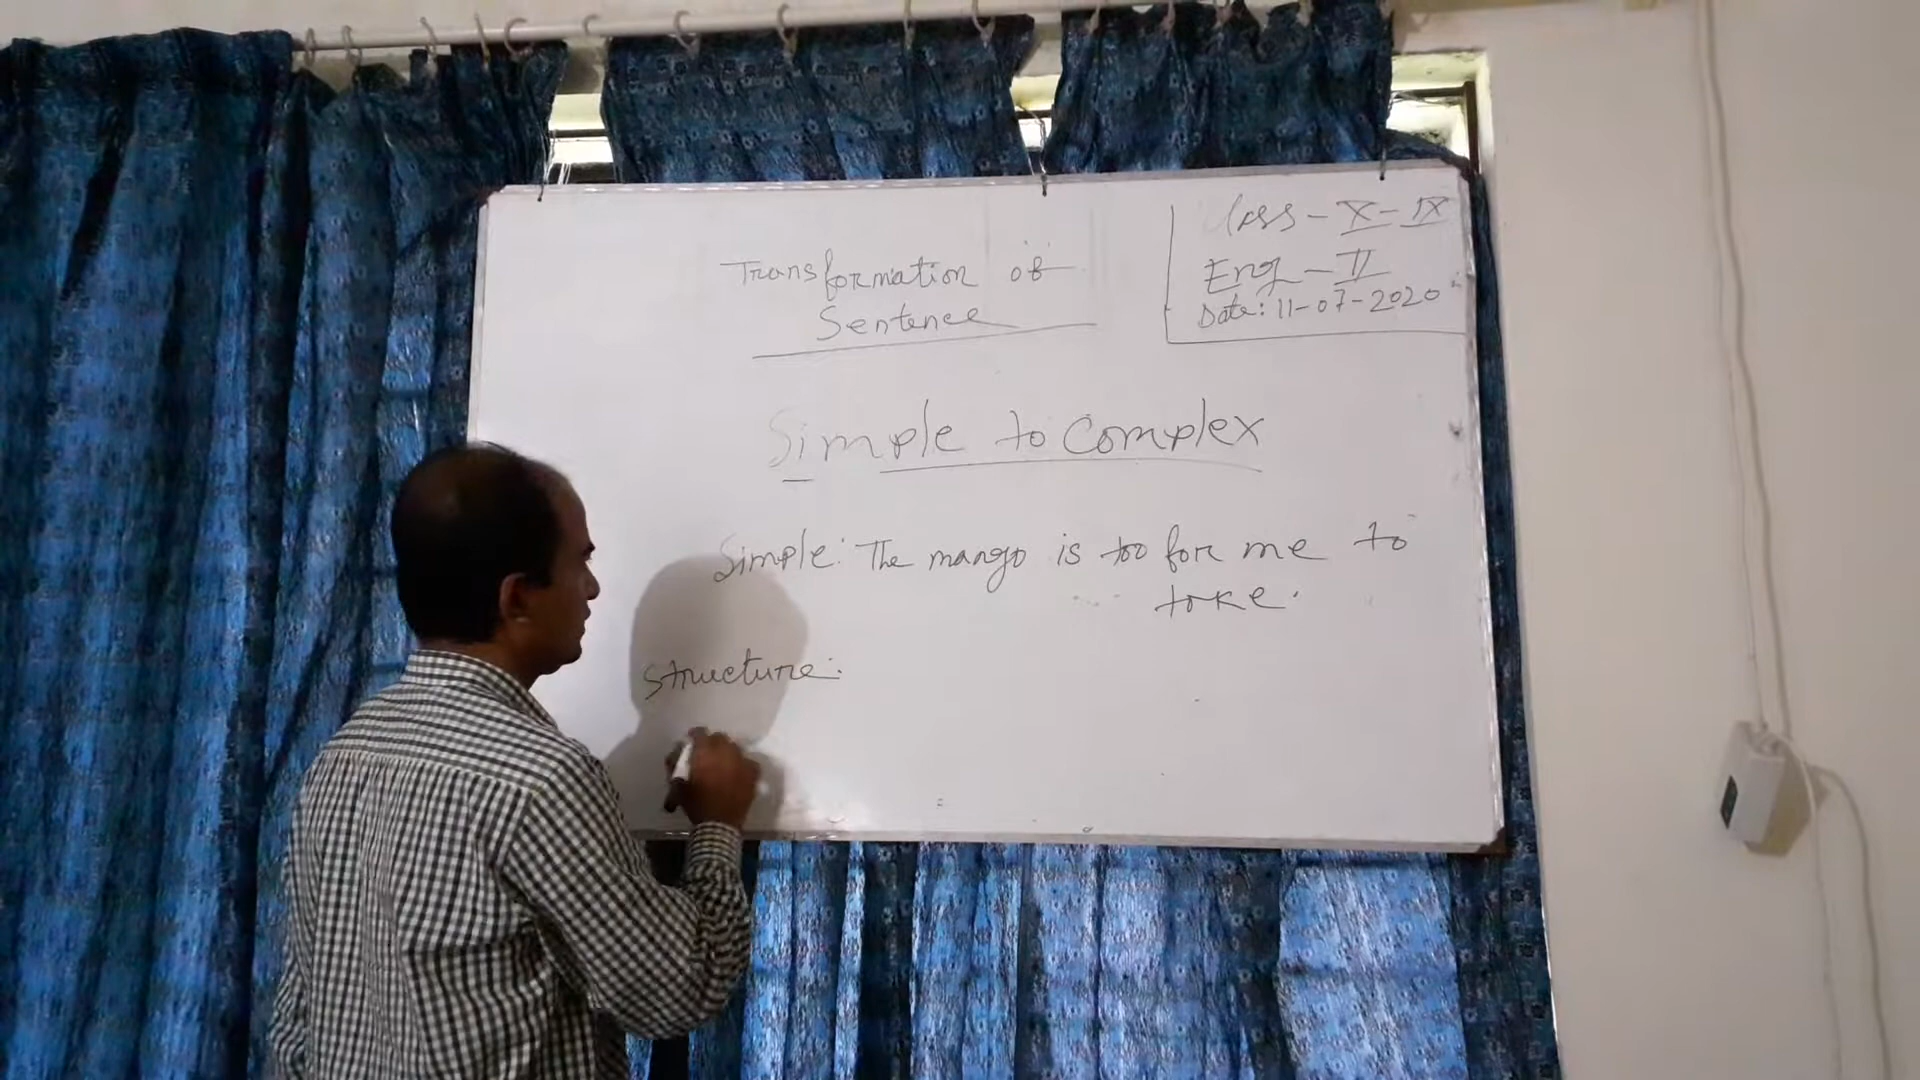 Transformation of
Sentence
Class - X - IX
Eng - II
Date: 11-07-2020
Simple to Complex
Simple: The mango is too for me to
take.
Structure: